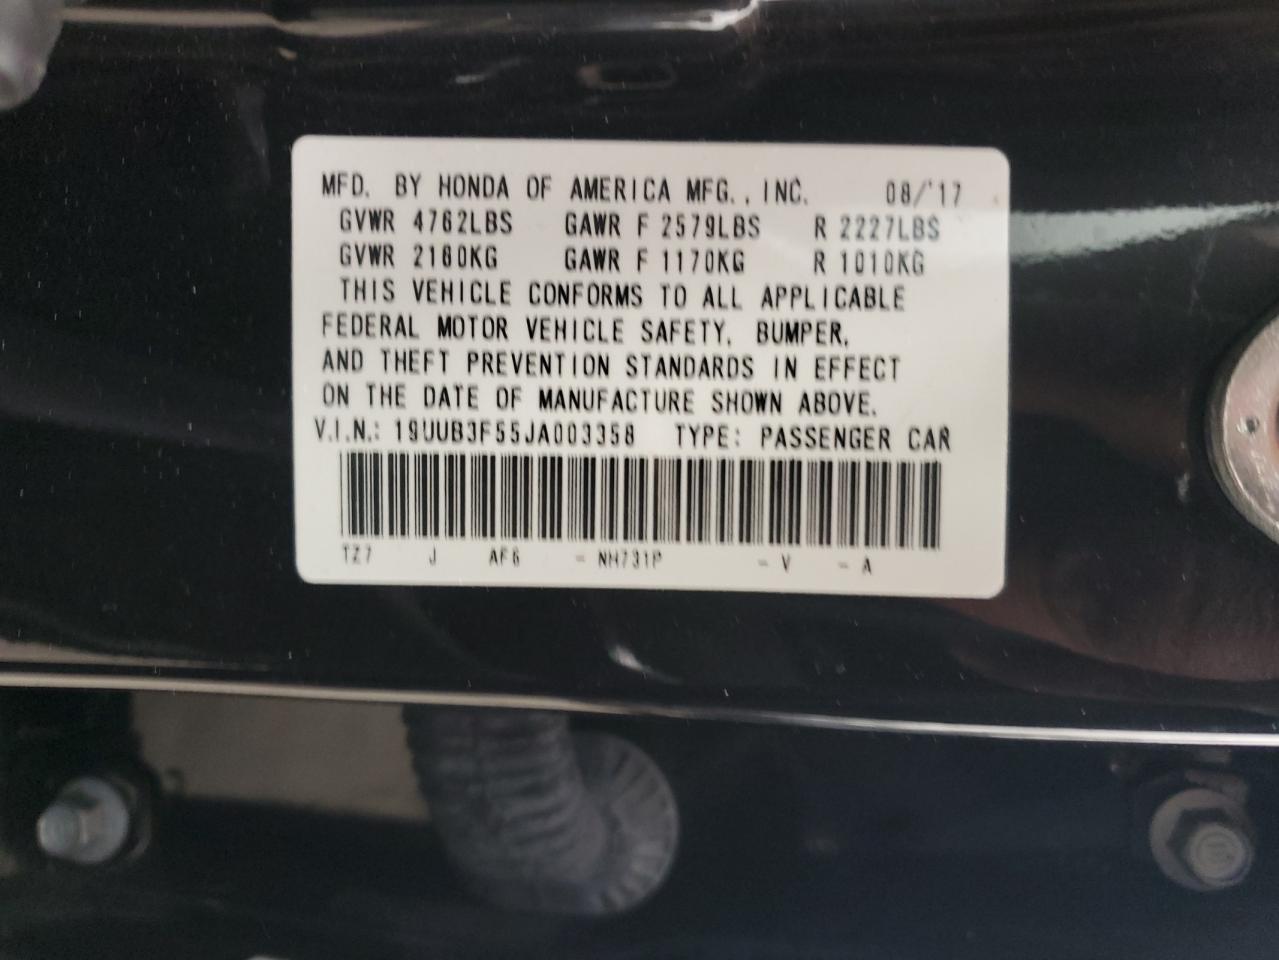 MFD. BY HONDA OF AMERICA MFG., INC. 08/'17
GVWR 4762LBS GAWR F 2579LBS R 2227LBS
GVWR 2160KG GAWR F 1170KG R 1010KG
THIS VEHICLE CONFORMS TO ALL APPLICABLE
FEDERAL MOTOR VEHICLE SAFETY, BUMPER,
AND THEFT PREVENTION STANDARDS IN EFFECT
ON THE DATE OF MANUFACTURE SHOWN ABOVE.
V.I.N.: 19UUB3F55JA003358 TYPE: PASSENGER CAR
TZ7 J AF6 - NH731P - V - A